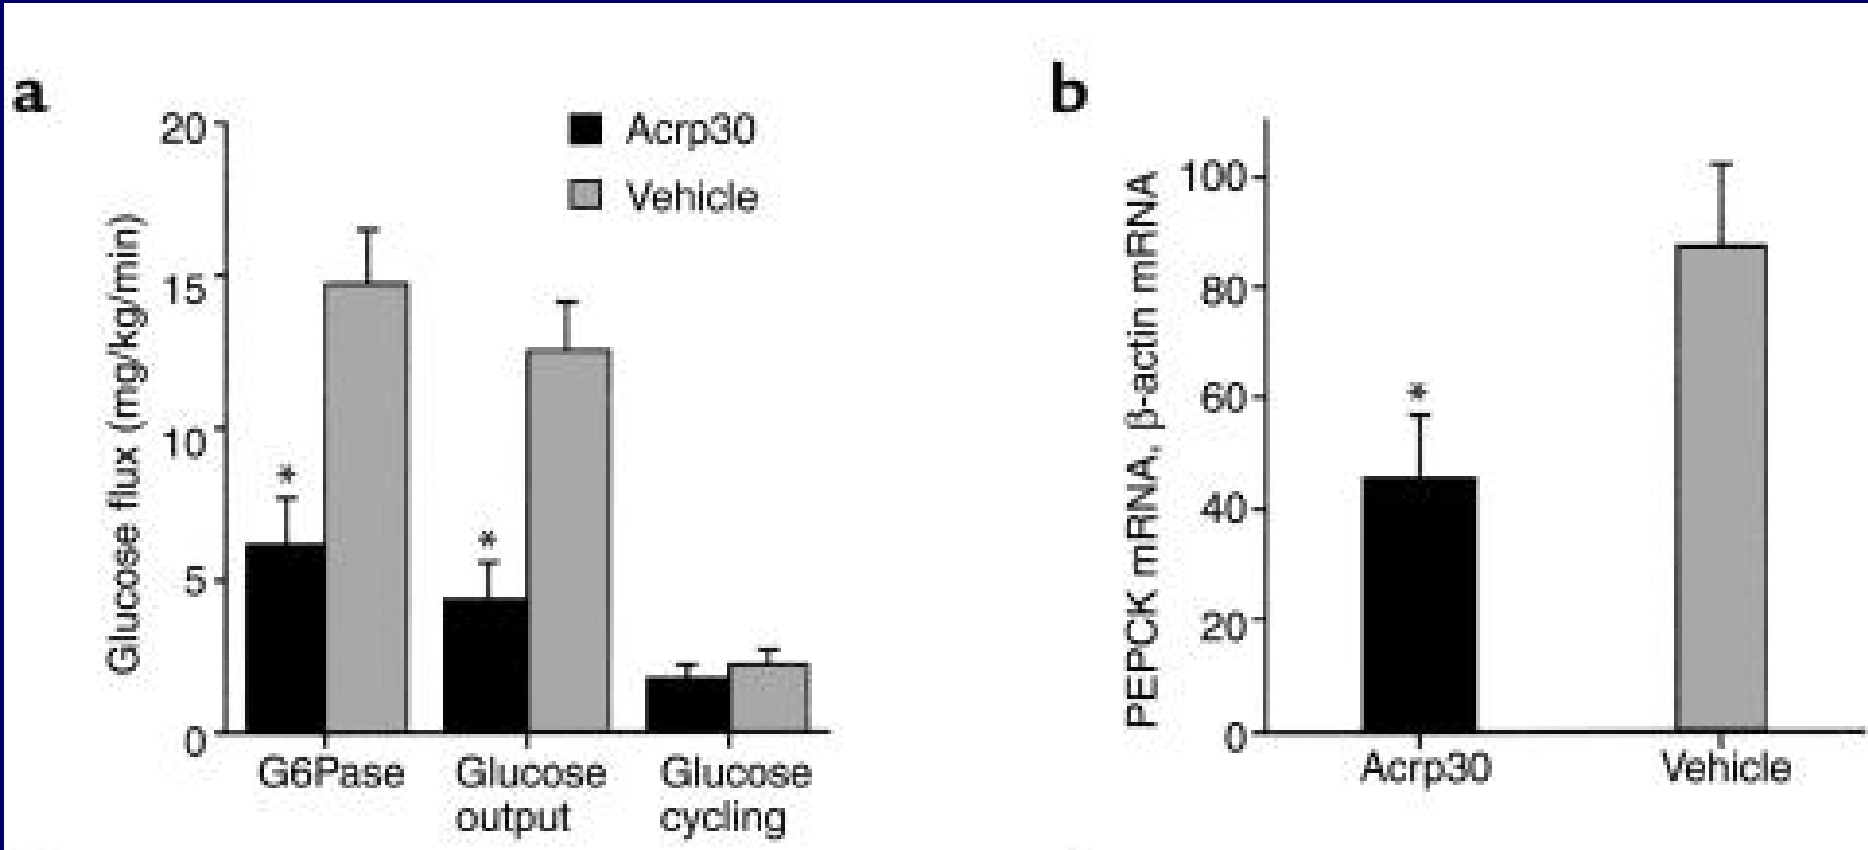 a
20
15
10
5
0
Glucose flux (mg/kg/min)
Acrp30
Vehicle
*
*
G6Pase
Glucose
output
Glucose
cycling
b
100
80
60
40
20
0
PEPCK mRNA, β-actin mRNA
*
Acrp30
Vehicle